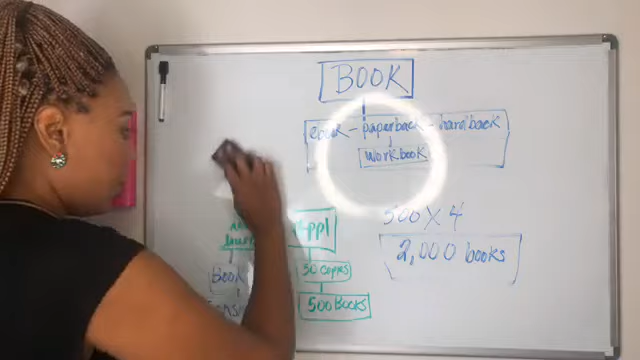 BOOK
ebook - paperback - hardback
workbook
500 X 4
2,000 books
ppl
Book
50 copies
500 Books